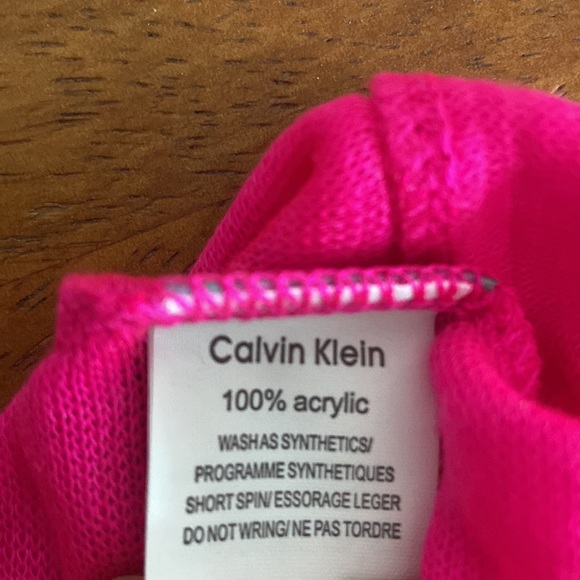 Calvin Klein
100% acrylic
WASH AS SYNTHETICS/
PROGRAMME SYNTHETIQUES
SHORT SPIN/ ESSORAGE LEGER
DO NOT WRING/ NE PAS TORDRE